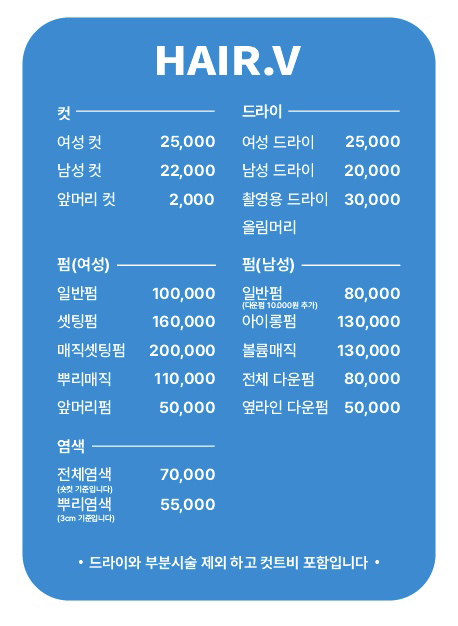 HAIR.V
컷
여성 컷 25,000
남성 컷 22,000
앞머리 컷 2,000
드라이
여성 드라이 25,000
남성 드라이 20,000
촬영용 드라이 30,000
올림머리
펌(여성)
일반펌 100,000
셋팅펌 160,000
매직셋팅펌 200,000
뿌리매직 110,000
앞머리펌 50,000
펌(남성)
일반펌 80,000
(다운펌 10.000원 추가)
아이롱펌 130,000
볼륨매직 130,000
전체 다운펌 80,000
옆라인 다운펌 50,000
염색
전체염색 70,000
(숏컷 기준입니다)
뿌리염색 55,000
(3cm 기준입니다)
• 드라이와 부분시술 제외 하고 컷트비 포함입니다 •